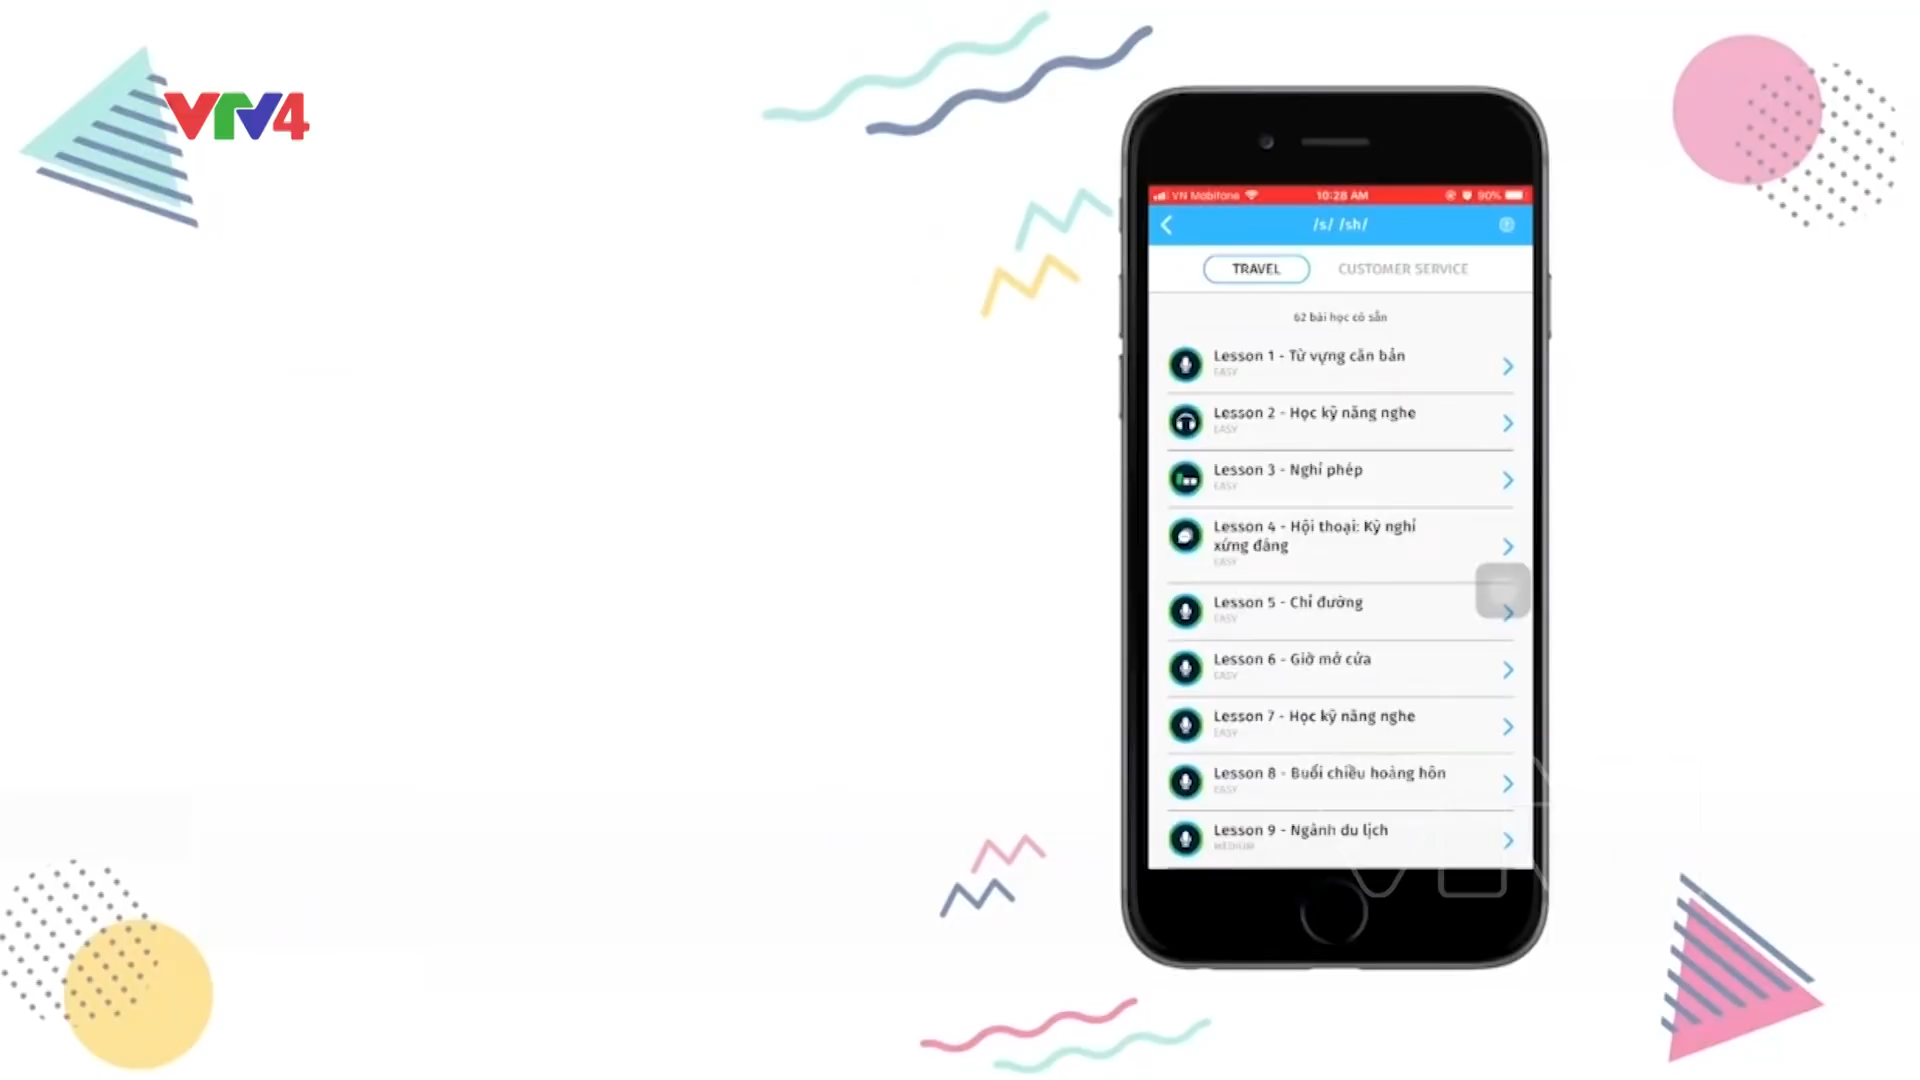 VTV4
VN Mobifone
10:28 AM
90%
/s/ /sh/
TRAVEL
CUSTOMER SERVICE
62 bài học có sẵn
Lesson 1 - Từ vựng căn bản
EASY
Lesson 2 - Học kỹ năng nghe
EASY
Lesson 3 - Nghỉ phép
EASY
Lesson 4 - Hội thoại: Kỳ nghỉ
xứng đáng
EASY
Lesson 5 - Chỉ đường
EASY
Lesson 6 - Giờ mở cửa
EASY
Lesson 7 - Học kỹ năng nghe
EASY
Lesson 8 - Buổi chiều hoàng hôn
EASY
Lesson 9 - Ngành du lịch
MEDIUM